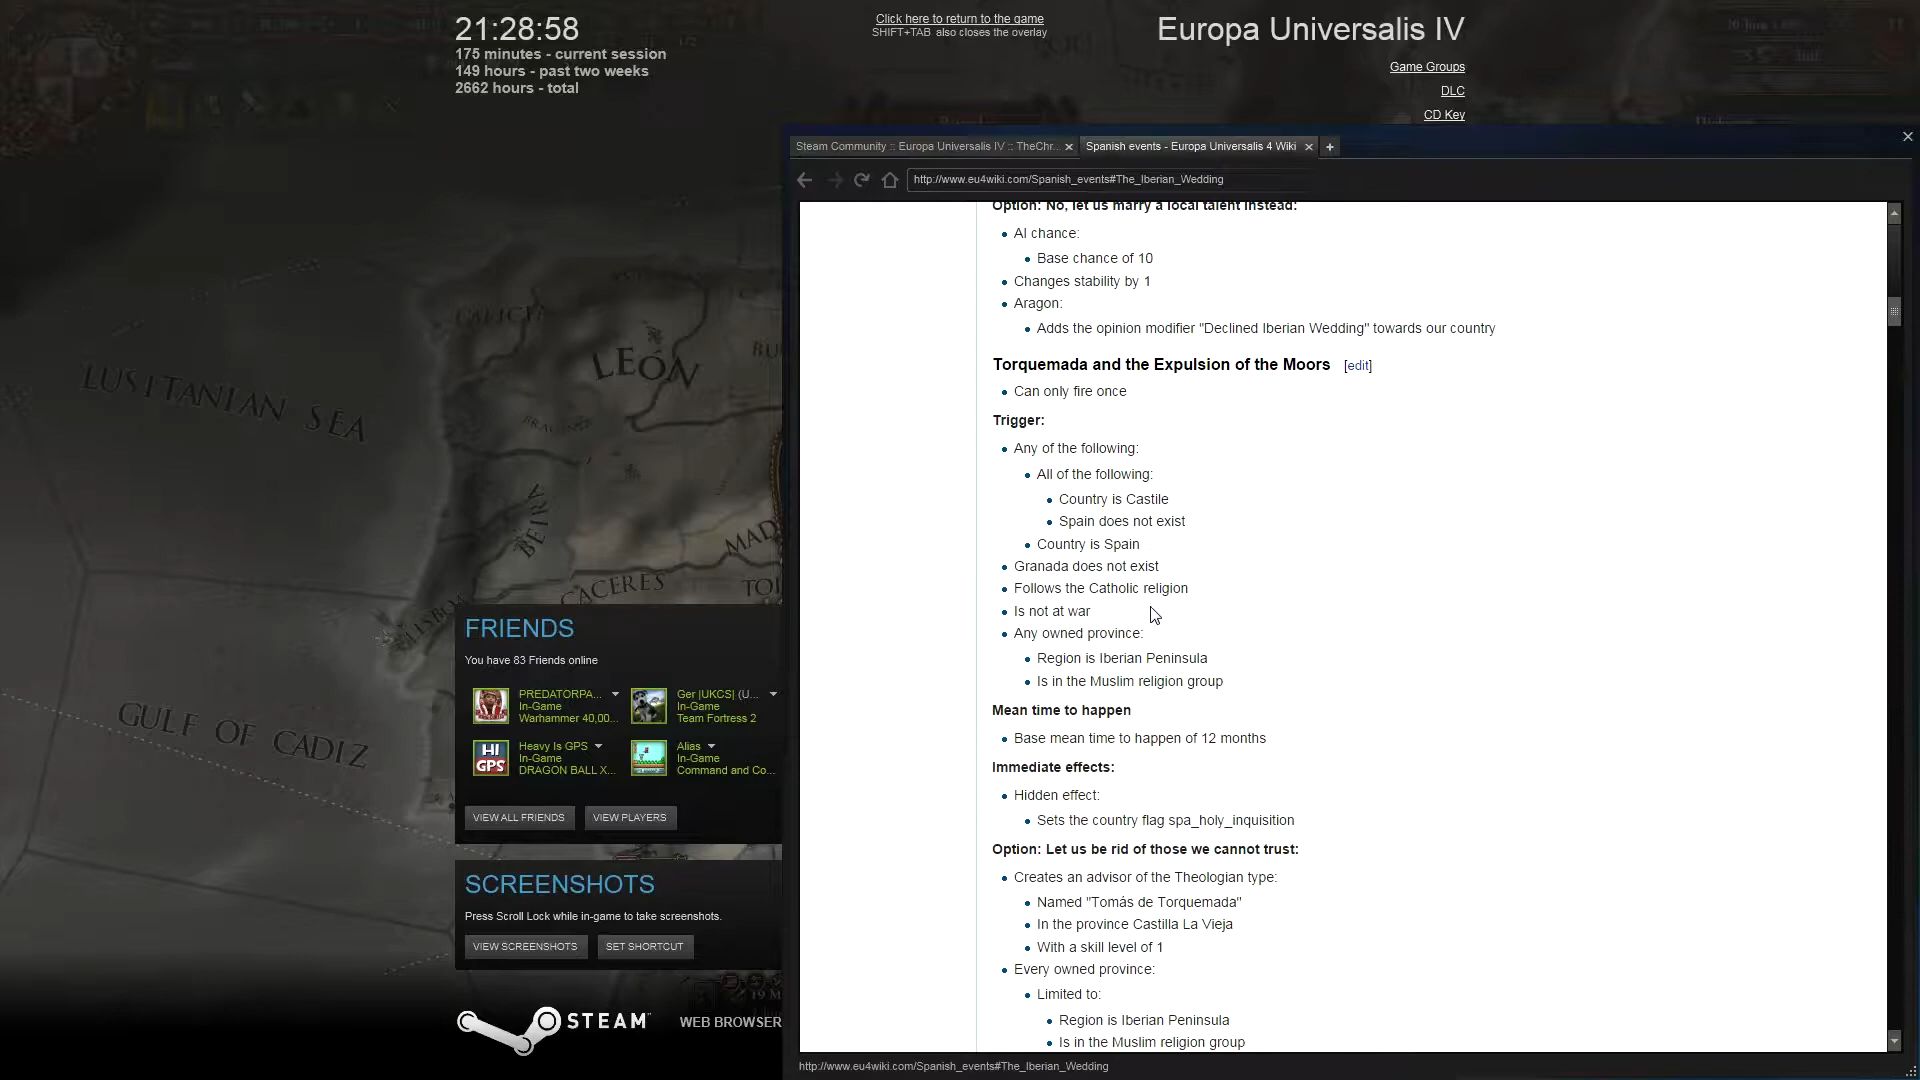 21:28:58
175 minutes - current session
149 hours - past two weeks
2662 hours - total
Click here to return to the game
SHIFT+TAB also closes the overlay
Europa Universalis IV
Game Groups
DLC
CD Key
Steam Community :: Europa Universalis IV :: TheChr...
Spanish events - Europa Universalis 4 Wiki
http://www.eu4wiki.com/Spanish_events#The_Iberian_Wedding
Option: No, let us marry a local talent instead:
AI chance:
Base chance of 10
Changes stability by 1
Aragon:
Adds the opinion modifier "Declined Iberian Wedding" towards our country
Torquemada and the Expulsion of the Moors [edit]
Can only fire once
Trigger:
Any of the following:
All of the following:
Country is Castile
Spain does not exist
Country is Spain
Granada does not exist
Follows the Catholic religion
Is not at war
Any owned province:
Region is Iberian Peninsula
Is in the Muslim religion group
Mean time to happen
Base mean time to happen of 12 months
Immediate effects:
Hidden effect:
Sets the country flag spa_holy_inquisition
Option: Let us be rid of those we cannot trust:
Creates an advisor of the Theologian type:
Named "Tomás de Torquemada"
In the province Castilla La Vieja
With a skill level of 1
Every owned province:
Limited to:
Region is Iberian Peninsula
Is in the Muslim religion group
http://www.eu4wiki.com/Spanish_events#The_Iberian_Wedding
LUSITANIAN SEA
GULF OF CADIZ
LEÓN
BEIRA
CACERES
LISBOA
FRIENDS
You have 83 Friends online
PREDATORPA...
In-Game
Warhammer 40,00...
Ger |UKCS| (U...
In-Game
Team Fortress 2
HI
GPS
Heavy Is GPS
In-Game
DRAGON BALL X...
Alias
In-Game
Command and Co...
VIEW ALL FRIENDS
VIEW PLAYERS
SCREENSHOTS
Press Scroll Lock while in-game to take screenshots.
VIEW SCREENSHOTS
SET SHORTCUT
STEAM
WEB BROWSER